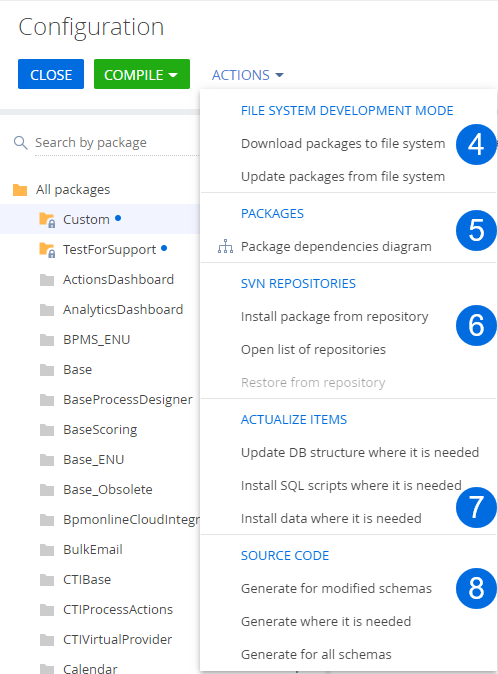 Configuration
CLOSE
COMPILE
ACTIONS
Search by package
All packages
Custom
TestForSupport
ActionsDashboard
AnalyticsDashboard
BPMS_ENU
Base
BaseProcessDesigner
BaseScoring
Base_ENU
Base_Obsolete
BpmonlineCloudIntegr
BulkEmail
CTIBase
CTIProcessActions
CTIVirtualProvider
Calendar
FILE SYSTEM DEVELOPMENT MODE
Download packages to file system
4
Update packages from file system
PACKAGES
5
Package dependencies diagram
SVN REPOSITORIES
Install package from repository
6
Open list of repositories
Restore from repository
ACTUALIZE ITEMS
Update DB structure where it is needed
Install SQL scripts where it is needed
7
Install data where it is needed
SOURCE CODE
8
Generate for modified schemas
Generate where it is needed
Generate for all schemas